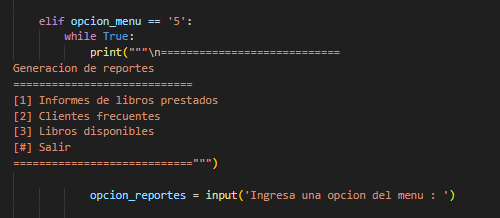 elif opcion_menu == '5':
while True:
print("""\n============================
Generacion de reportes
============================
[1] Informes de libros prestados
[2] Clientes frecuentes
[3] Libros disponibles
[#] Salir
============================""")
opcion_reportes = input('Ingresa una opcion del menu : ')